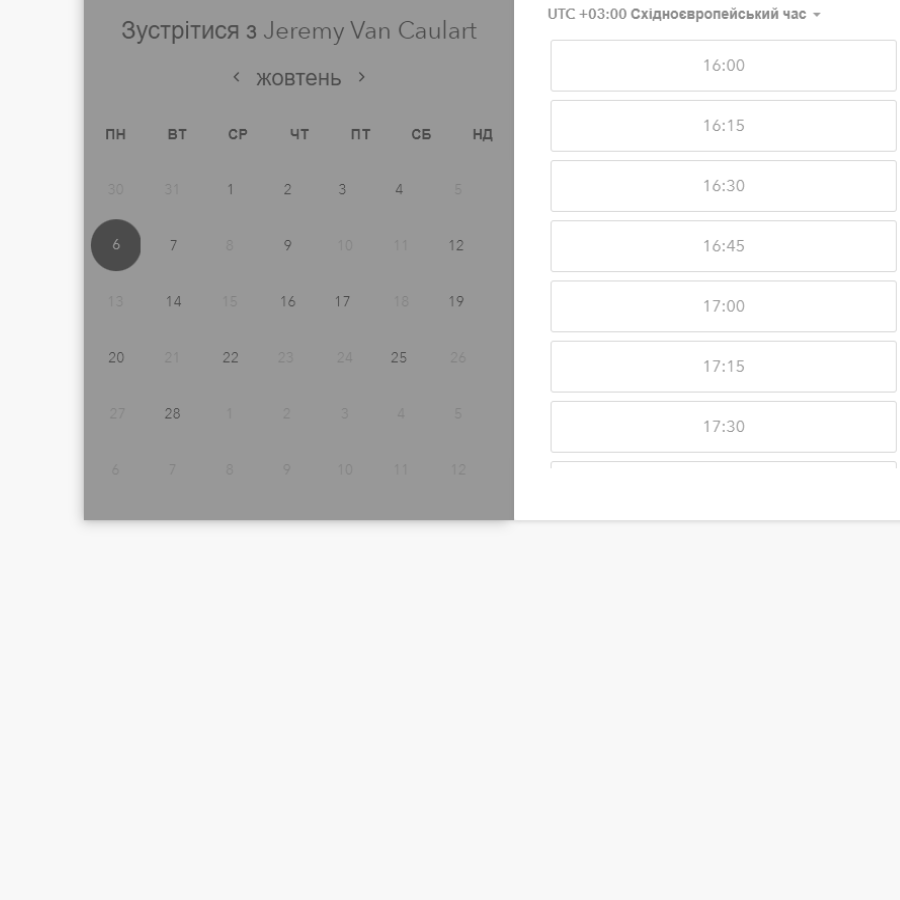 Зустрітися з Jeremy Van Caulart
жовтень
ПН ВТ СР ЧТ ПТ СБ НД
30 31 1 2 3 4 5
6 7 8 9 10 11 12
13 14 15 16 17 18 19
20 21 22 23 24 25 26
27 28 1 2 3 4 5
6 7 8 9 10 11 12
UTC +03:00 Східноєвропейський час
16:00
16:15
16:30
16:45
17:00
17:15
17:30